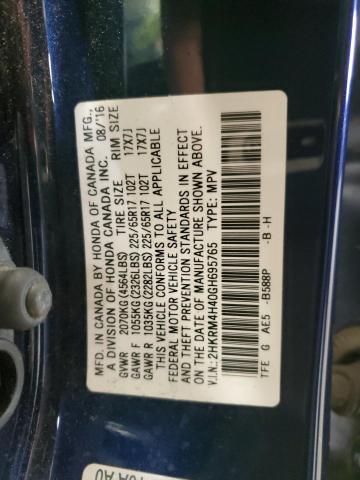 MFD. IN CANADA BY HONDA OF CANADA MFG.,
A DIVISION OF HONDA CANADA INC. 08/'16
TIRE SIZE RIM SIZE
GVWR 2070KG(4564LBS)
GAWR F 1055KG(2326LBS) 225/65R17 102T 17X7J
GAWR R 1035KG(2282LBS) 225/65R17 102T 17X7J
THIS VEHICLE CONFORMS TO ALL APPLICABLE
FEDERAL MOTOR VEHICLE SAFETY
AND THEFT PREVENTION STANDARDS IN EFFECT
ON THE DATE OF MANUFACTURE SHOWN ABOVE.
V.I.N.: 2HKRM4H40GH695765 TYPE: MPV
TFE G AE5 -B588P -B -H